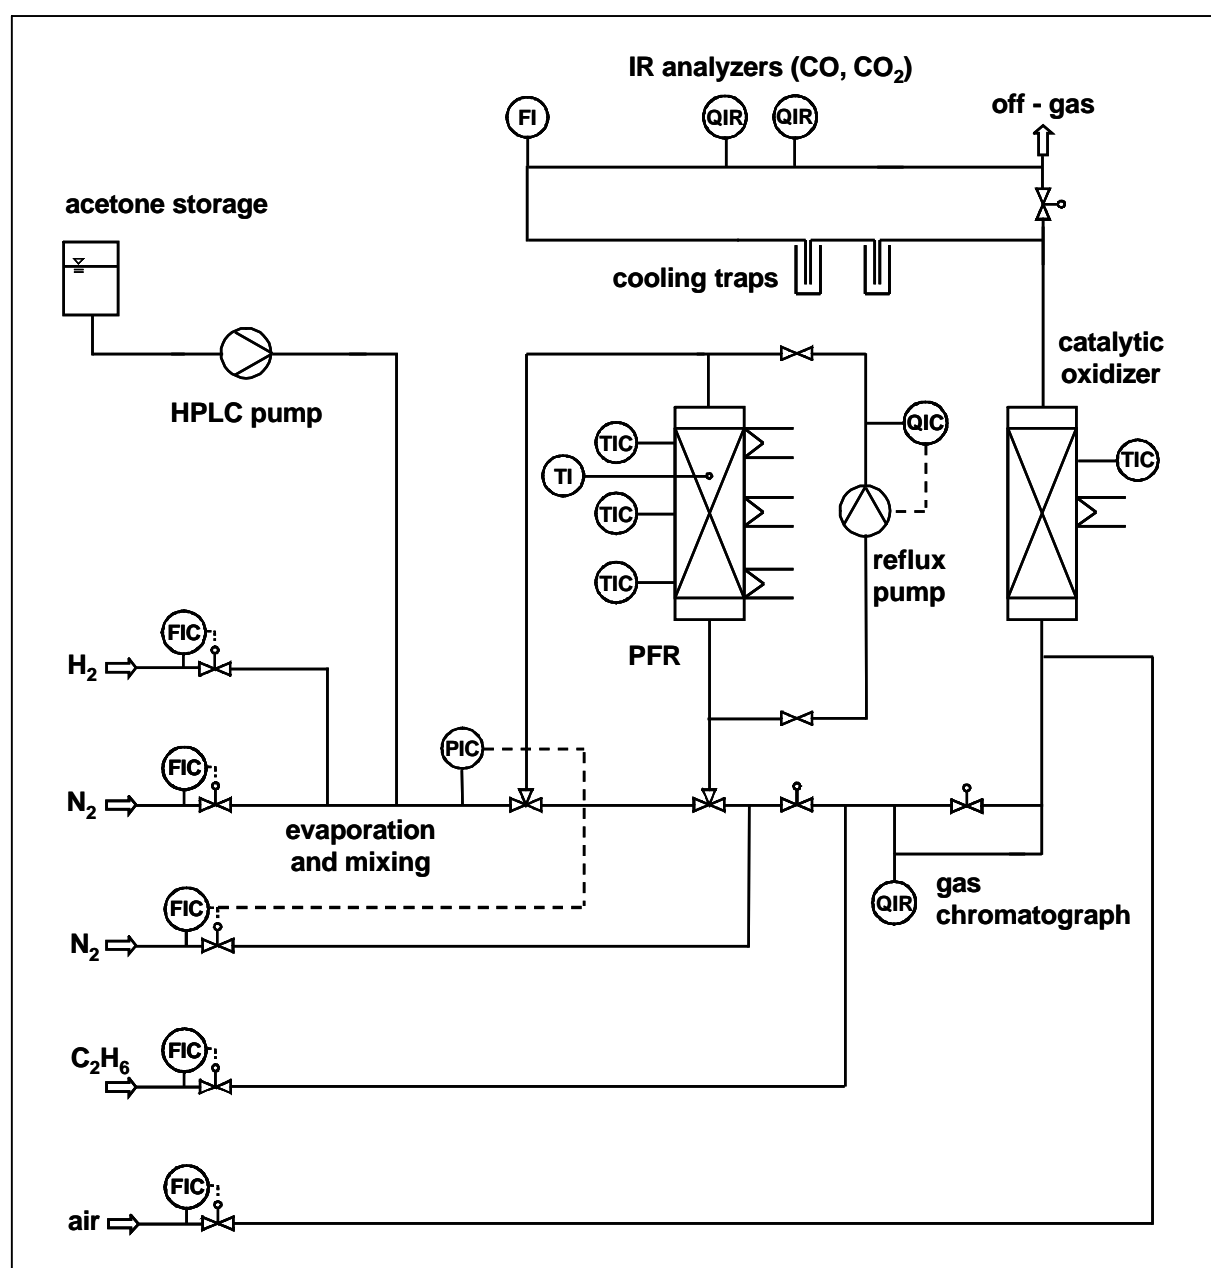 IR analyzers (CO, CO2)
off - gas
FI
QIR
QIR
acetone storage
cooling traps
catalytic
oxidizer
HPLC pump
QIC
TIC
TIC
TI
TIC
reflux
pump
TIC
FIC
H2
PFR
PIC
FIC
N2
evaporation
and mixing
gas
chromatograph
QIR
FIC
N2
FIC
C2H6
FIC
air